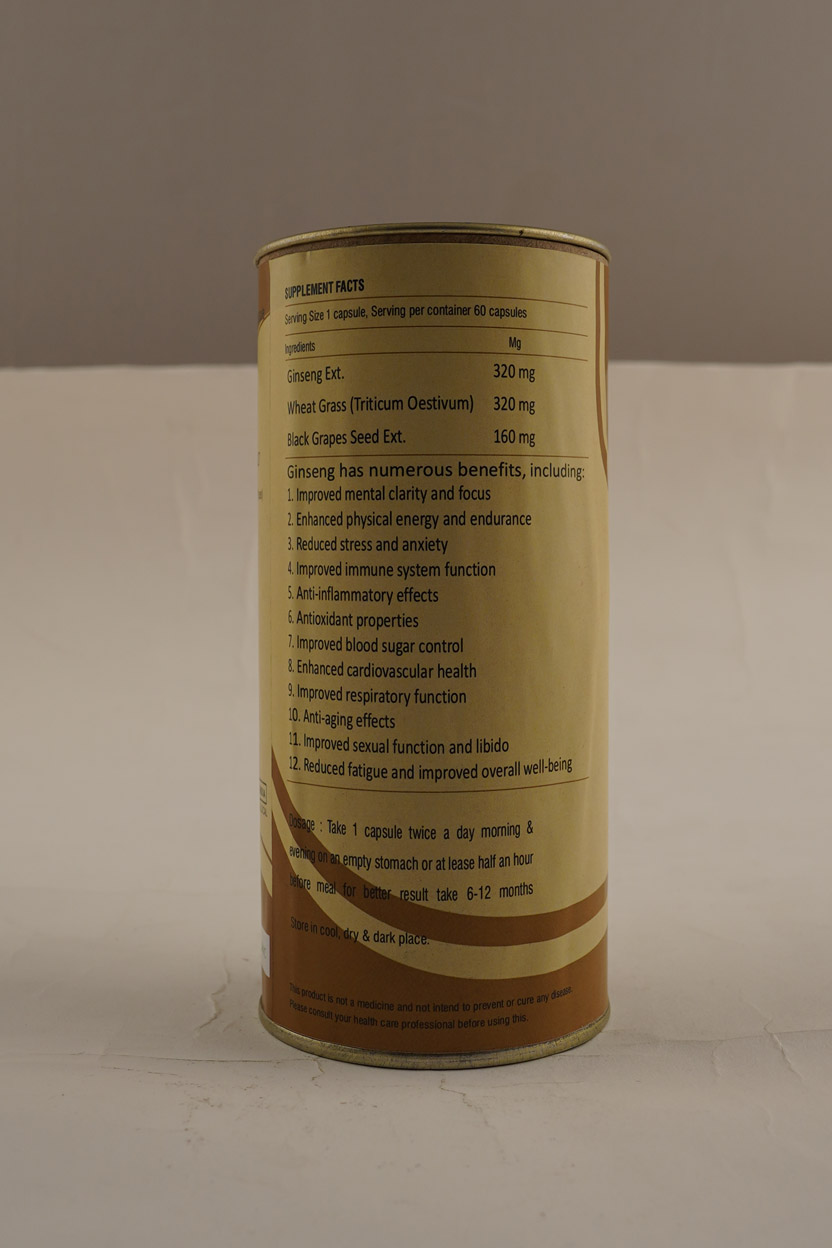 SUPPLEMENT FACTS
Serving Size 1 capsule, Serving per container 60 capsules
Ingredients Mg
Ginseng Ext. 320 mg
Wheat Grass (Triticum Oestivum) 320 mg
Black Grapes Seed Ext. 160 mg
Ginseng has numerous benefits, including:
1. Improved mental clarity and focus
2. Enhanced physical energy and endurance
3. Reduced stress and anxiety
4. Improved immune system function
5. Anti-inflammatory effects
6. Antioxidant properties
7. Improved blood sugar control
8. Enhanced cardiovascular health
9. Improved respiratory function
10. Anti-aging effects
11. Improved sexual function and libido
12. Reduced fatigue and improved overall well-being
Dosage : Take 1 capsule twice a day morning &
evening on an empty stomach or at lease half an hour
before meal for better result take 6-12 months
Store in cool, dry & dark place.
This product is not a medicine and not intend to prevent or cure any disease.
Please consult your health care professional before using this.